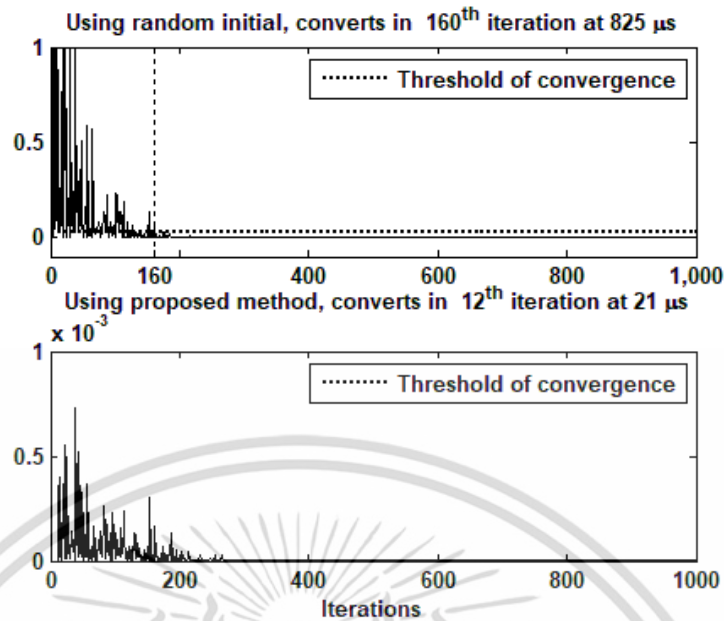 Using random initial, converts in 160th iteration at 825 μs
1
0.5
0
Threshold of convergence
0 160 400 600 800 1,000
Using proposed method, converts in 12th iteration at 21 μs
x 10-3
1
0.5
0
Threshold of convergence
0 200 400 600 800 1000
Iterations